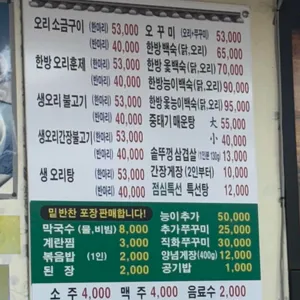 오리 소금구이 (한마리) 53,000
(반마리) 40,000
한방 오리훈제 (한마리) 53,000
(반마리) 40,000
생오리 불고기 (한마리) 53,000
(반마리) 40,000
생오리간장불고기 (한마리) 53,000
(반마리) 40,000
생 오리탕 (한마리) 53,000
(반마리) 40,000
오 꾸 미 (오리+쭈꾸미) 53,000
한방 백숙 (닭,오리) 65,000
한방 옻 백숙 (닭,오리) 70,000
한방능이백숙 (닭,오리) 90,000
한방옻능이백숙 (닭,오리) 95,000
중태기 매운탕 大 55,000
小 40,000
솥뚜껑 삼겹살 (1인분 130g) 13,000
간장게장 (2인부터) 10,000
점심특선 특선탕 12,000
밑반찬 포장 판매합니다!
막국수 (물,비빔) 8,000
계란찜 3,000
볶음밥 (1인) 2,000
된 장 2,000
능이추가 50,000
추가쭈꾸미 25,000
직화쭈꾸미 30,000
양념게장 (400g) 12,000
공기밥 1,000
소 주 4,000 맥 주 4,000 음료수 2,000